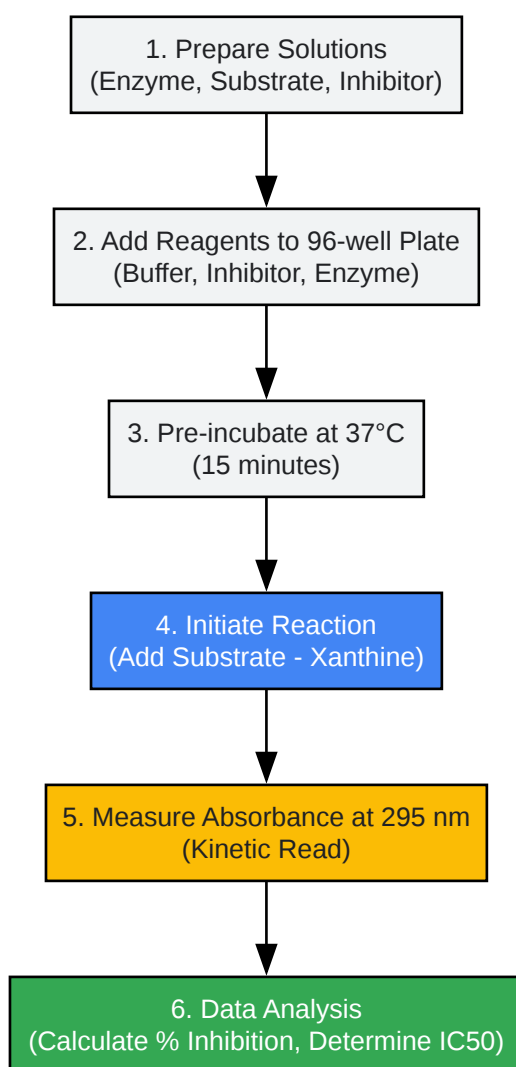 1. Prepare Solutions
(Enzyme, Substrate, Inhibitor)
2. Add Reagents to 96-well Plate
(Buffer, Inhibitor, Enzyme)
3. Pre-incubate at 37°C
(15 minutes)
4. Initiate Reaction
(Add Substrate - Xanthine)
5. Measure Absorbance at 295 nm
(Kinetic Read)
6. Data Analysis
(Calculate % Inhibition, Determine IC50)